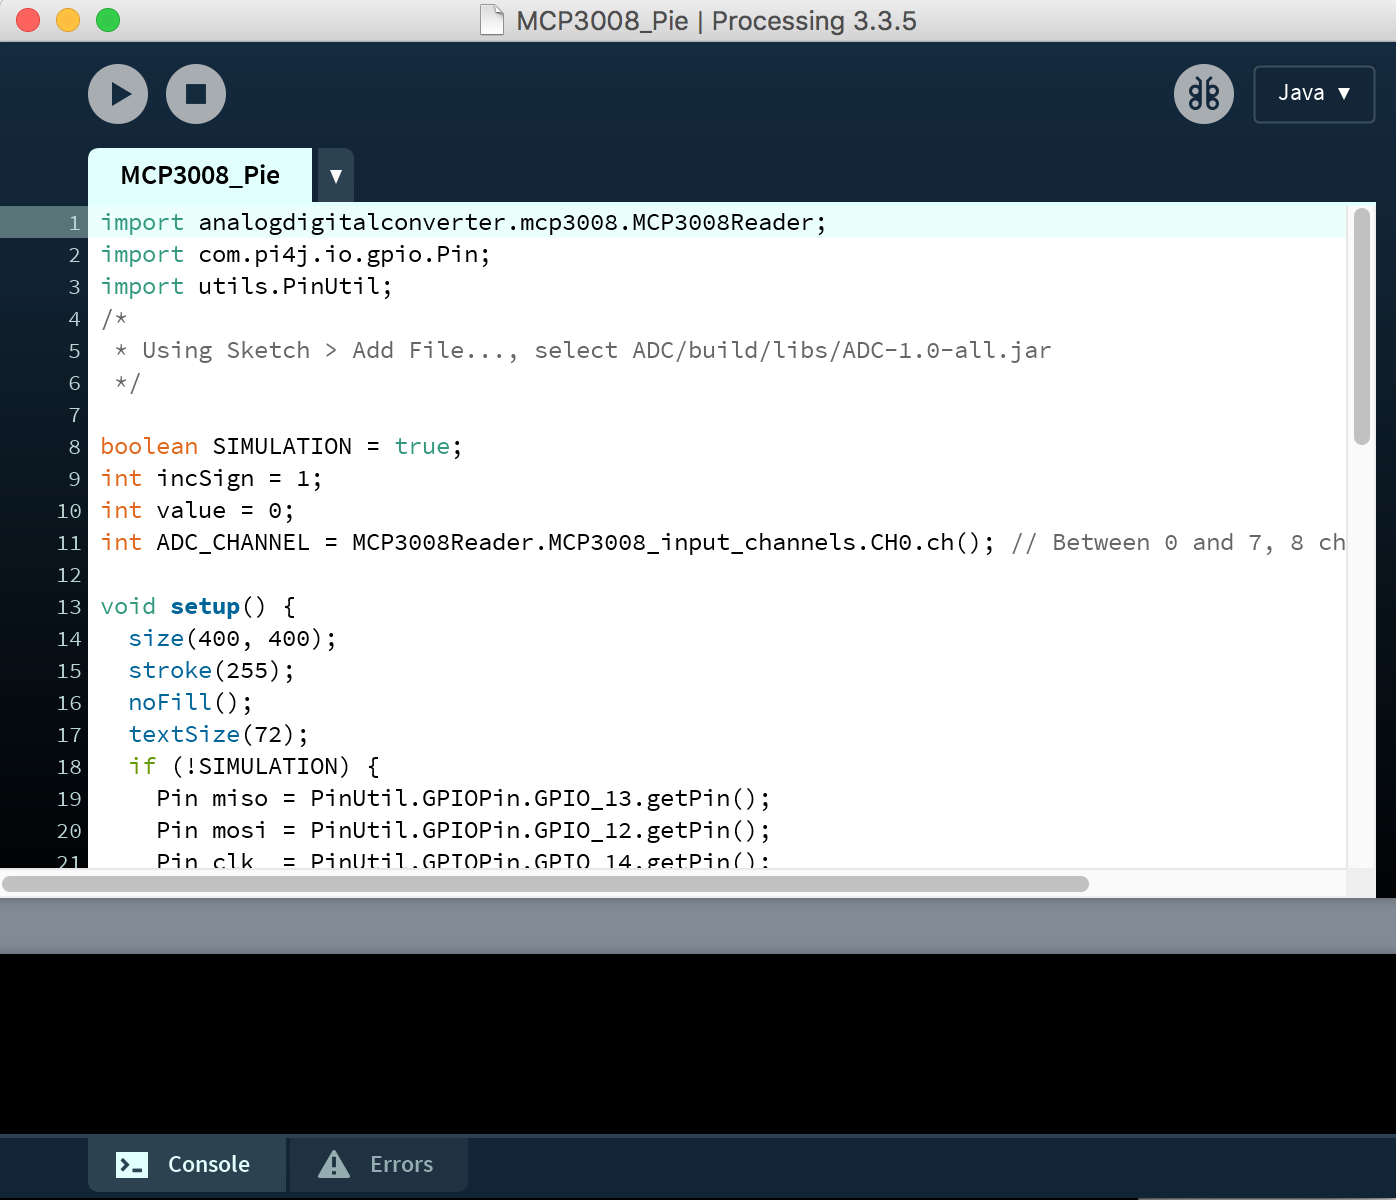 MCP3008_Pie | Processing 3.3.5
Java ▼
MCP3008_Pie ▼
1 import analogdigitalconverter.mcp3008.MCP3008Reader;
2 import com.pi4j.io.gpio.Pin;
3 import utils.PinUtil;
4 /*
5  * Using Sketch > Add File..., select ADC/build/libs/ADC-1.0-all.jar
6  */
7
8 boolean SIMULATION = true;
9 int incSign = 1;
10 int value = 0;
11 int ADC_CHANNEL = MCP3008Reader.MCP3008_input_channels.CH0.ch(); // Between 0 and 7, 8 ch
12
13 void setup() {
14   size(400, 400);
15   stroke(255);
16   noFill();
17   textSize(72);
18   if (!SIMULATION) {
19     Pin miso = PinUtil.GPIOPin.GPIO_13.getPin();
20     Pin mosi = PinUtil.GPIOPin.GPIO_12.getPin();
21     Pin clk  = PinUtil.GPIOPin.GPIO_14.getPin();
Console
Errors